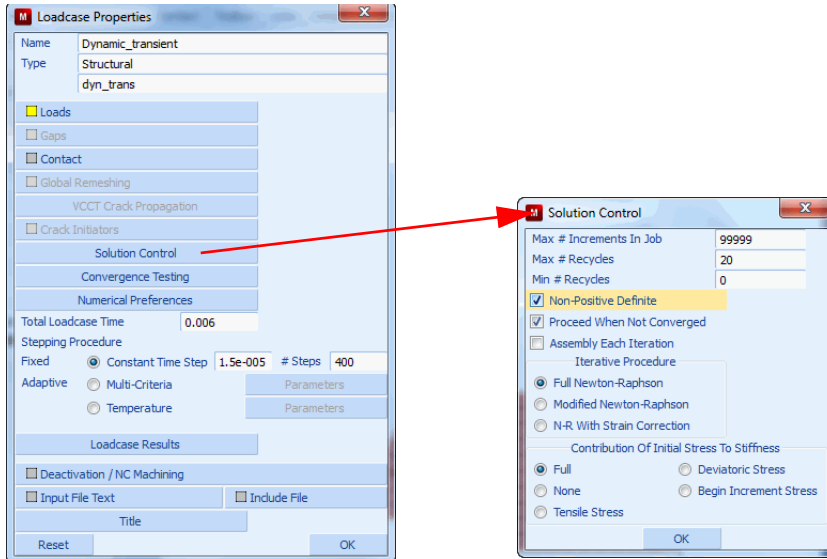 Loadcase Properties
Name Dynamic_transient
Type Structural
dyn_trans
Loads
Gaps
Contact
Global Remeshing
VCCT Crack Propagation
Crack Initiators
Solution Control
Convergence Testing
Numerical Preferences
Total Loadcase Time 0.006
Stepping Procedure
Fixed Constant Time Step 1.5e-005 # Steps 400
Adaptive Multi-Criteria Parameters
Temperature Parameters
Loadcase Results
Deactivation / NC Machining
Input File Text Include File
Title
Reset OK
Solution Control
Max # Increments In Job 99999
Max # Recycles 20
Min # Recycles 0
Non-Positive Definite
Proceed When Not Converged
Assembly Each Iteration
Iterative Procedure
Full Newton-Raphson
Modified Newton-Raphson
N-R With Strain Correction
Contribution Of Initial Stress To Stiffness
Full Deviatoric Stress
None Begin Increment Stress
Tensile Stress
OK